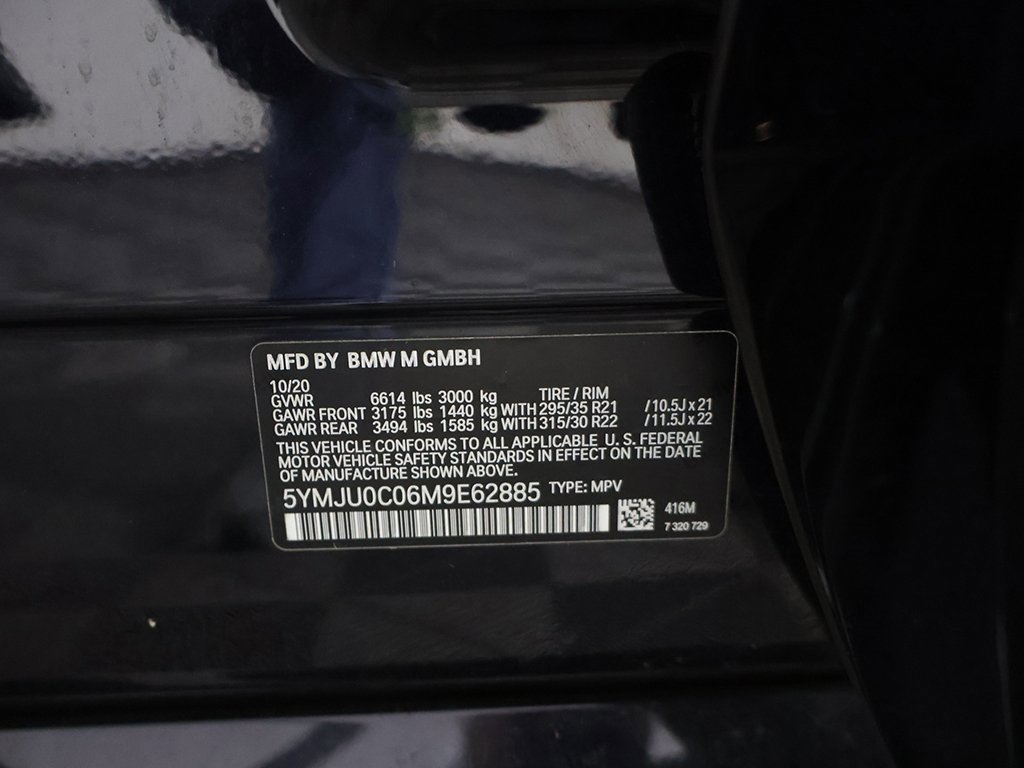 MFD BY BMW M GMBH
10/20
GVWR 6614 lbs 3000 kg TIRE / RIM
GAWR FRONT 3175 lbs 1440 kg WITH 295/35 R21 / 10.5J x 21
GAWR REAR 3494 lbs 1585 kg WITH 315/30 R22 / 11.5J x 22
THIS VEHICLE CONFORMS TO ALL APPLICABLE U. S. FEDERAL
MOTOR VEHICLE SAFETY STANDARDS IN EFFECT ON THE DATE
OF MANUFACTURE SHOWN ABOVE.
5YMJU0C06M9E62885 TYPE: MPV
416M
7 320 729